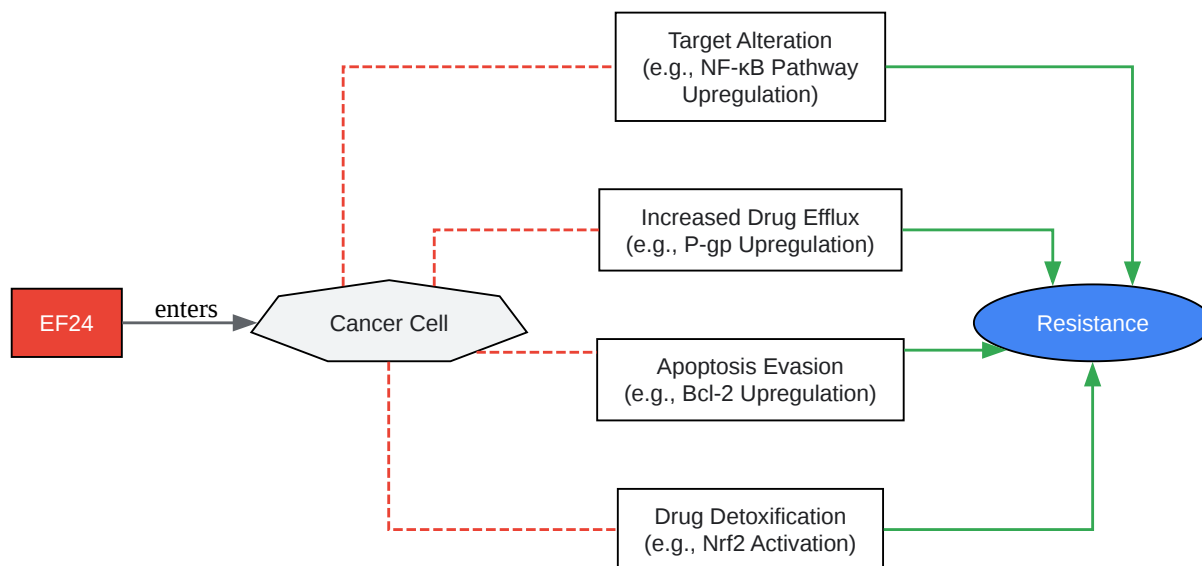 Target Alteration
(e.g., NF-κB Pathway
Upregulation)
Increased Drug Efflux
(e.g., P-gp Upregulation)
EF24
enters
Cancer Cell
Resistance
Apoptosis Evasion
(e.g., Bcl-2 Upregulation)
Drug Detoxification
(e.g., Nrf2 Activation)